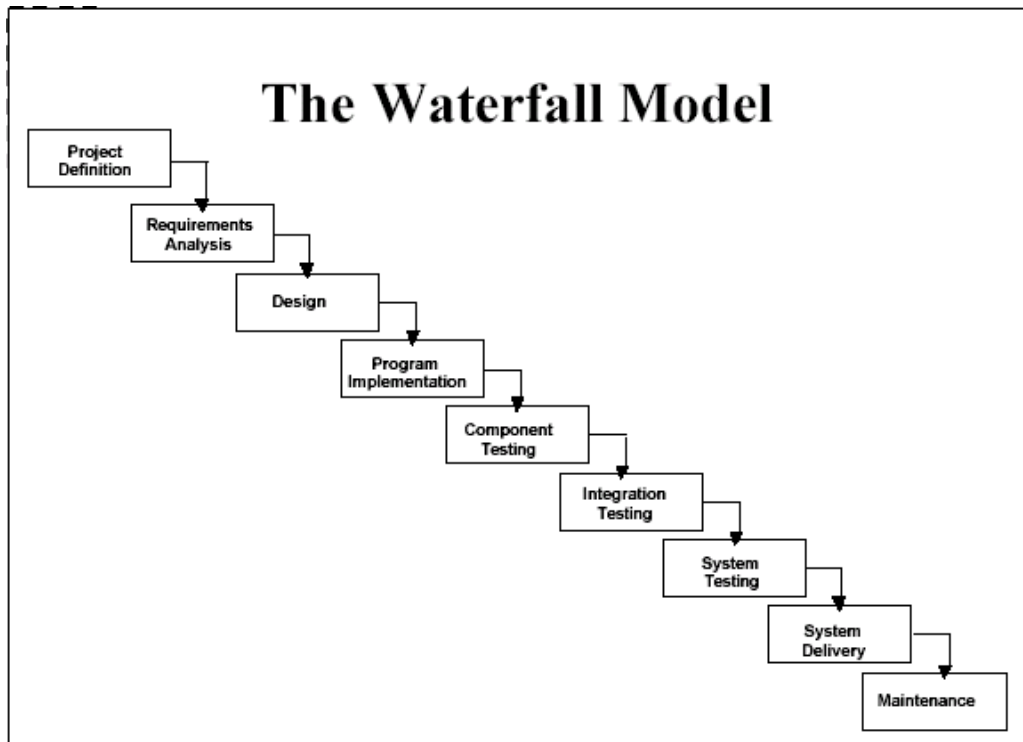 The Waterfall Model
Project
Definition
Requirements
Analysis
Design
Program
Implementation
Component
Testing
Integration
Testing
System
Testing
System
Delivery
Maintenance